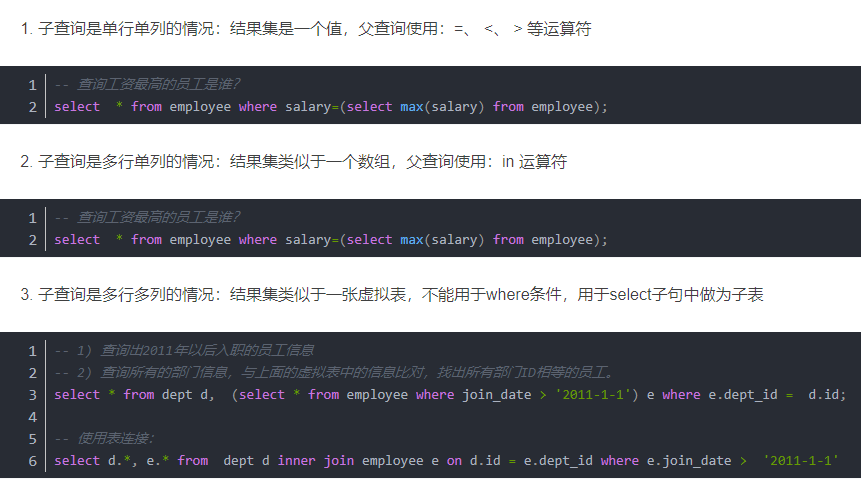 1. 子查询是单行单列的情况：结果集是一个值，父查询使用：=、 <、 > 等运算符
1 -- 查询工资最高的员工是谁？
2 select  * from employee where salary=(select max(salary) from employee);
2. 子查询是多行单列的情况：结果集类似于一个数组，父查询使用：in 运算符
1 -- 查询工资最高的员工是谁？
2 select  * from employee where salary=(select max(salary) from employee);
3. 子查询是多行多列的情况：结果集类似于一张虚拟表，不能用于where条件，用于select子句中做为子表
1 -- 1) 查询出2011年以后入职的员工信息
2 -- 2) 查询所有的部门信息，与上面的虚拟表中的信息比对，找出所有部门ID相等的员工。
3 select * from dept d,  (select * from employee where join_date > '2011-1-1') e where e.dept_id =  d.id;
4
5 -- 使用表连接：
6 select d.*, e.* from  dept d inner join employee e on d.id = e.dept_id where e.join_date >  '2011-1-1'